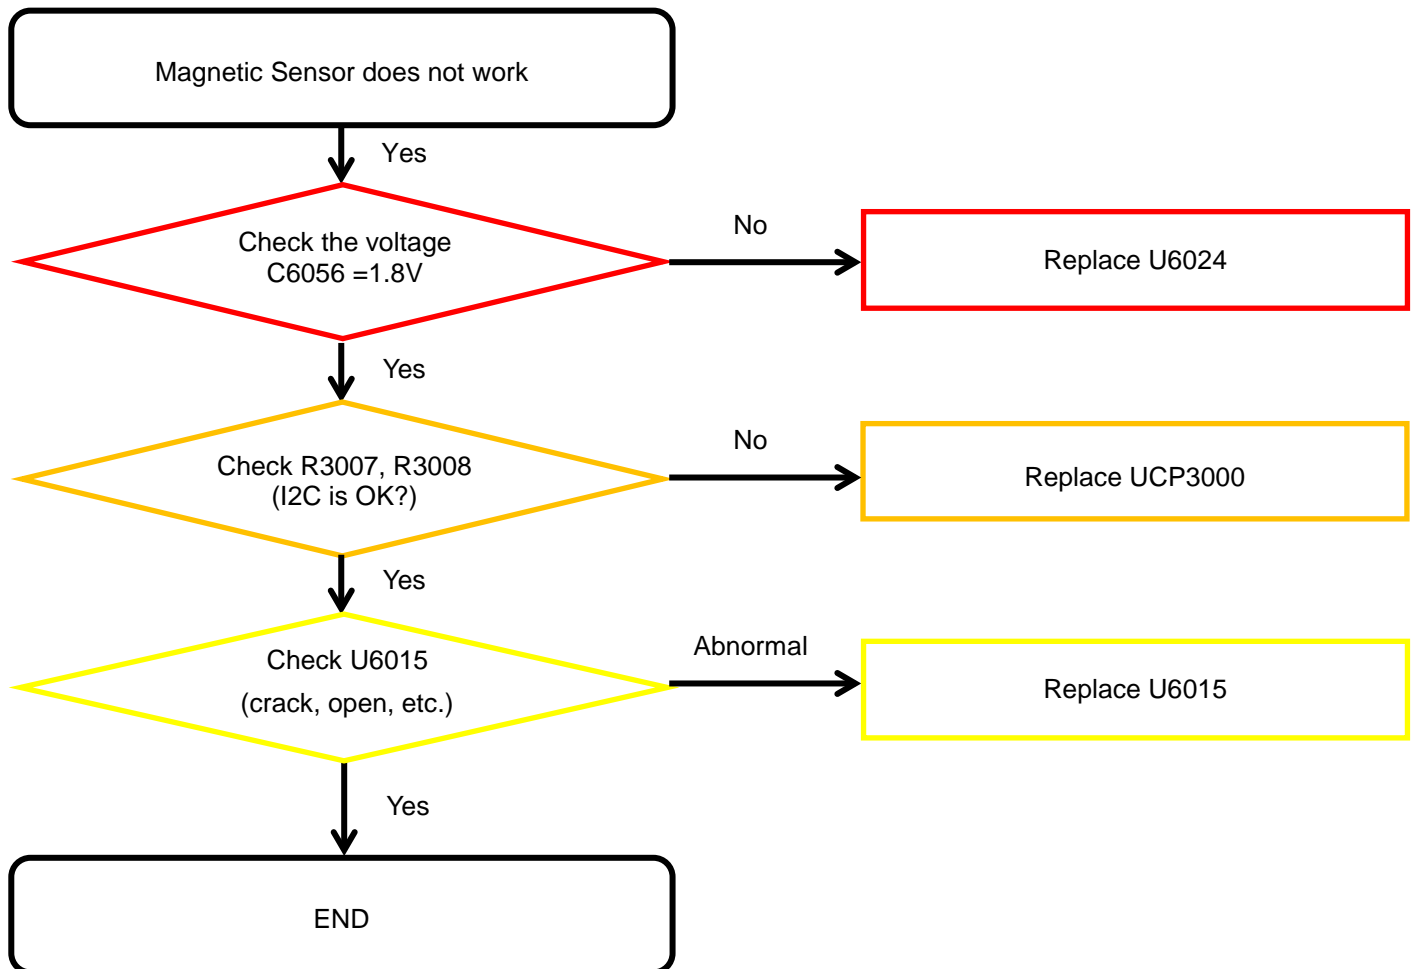 Magnetic Sensor does not work
Yes
Check the voltage
C6056 =1.8V
No
Replace U6024
Yes
Check R3007, R3008
(I2C is OK?)
No
Replace UCP3000
Yes
Check U6015
(crack, open, etc.)
Abnormal
Replace U6015
Yes
END